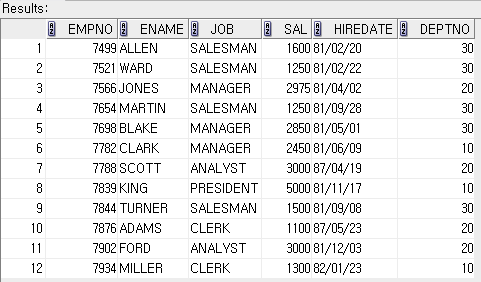 Results:
EMPNO ENAME JOB SAL HIREDATE DEPTNO
1 7499 ALLEN SALESMAN 1600 81/02/20 30
2 7521 WARD SALESMAN 1250 81/02/22 30
3 7566 JONES MANAGER 2975 81/04/02 20
4 7654 MARTIN SALESMAN 1250 81/09/28 30
5 7698 BLAKE MANAGER 2850 81/05/01 30
6 7782 CLARK MANAGER 2450 81/06/09 10
7 7788 SCOTT ANALYST 3000 87/04/19 20
8 7839 KING PRESIDENT 5000 81/11/17 10
9 7844 TURNER SALESMAN 1500 81/09/08 30
10 7876 ADAMS CLERK 1100 87/05/23 20
11 7902 FORD ANALYST 3000 81/12/03 20
12 7934 MILLER CLERK 1300 82/01/23 10